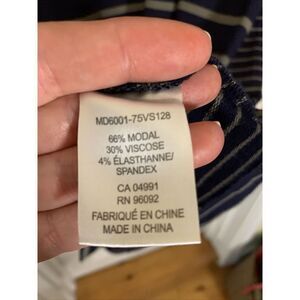 MD6001-75VS128
66% MODAL
30% VISCOSE
4% ÉLASTHANNE/
SPANDEX
CA 04991
RN 96092
FABRIQUÉ EN CHINE
MADE IN CHINA